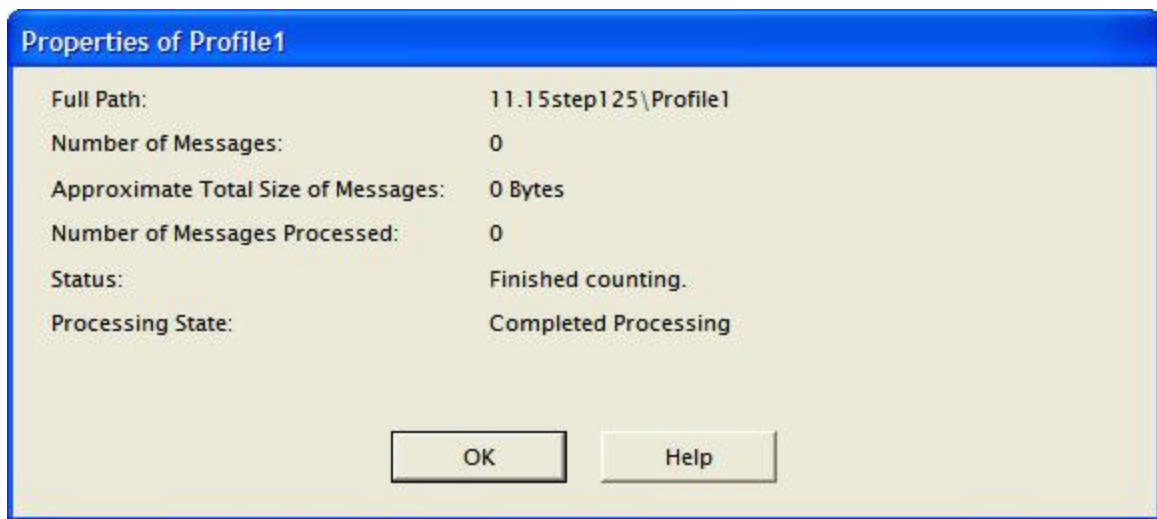 Properties of Profile1
Full Path: 11.15step125\Profile1
Number of Messages: 0
Approximate Total Size of Messages: 0 Bytes
Number of Messages Processed: 0
Status: Finished counting.
Processing State: Completed Processing
OK Help